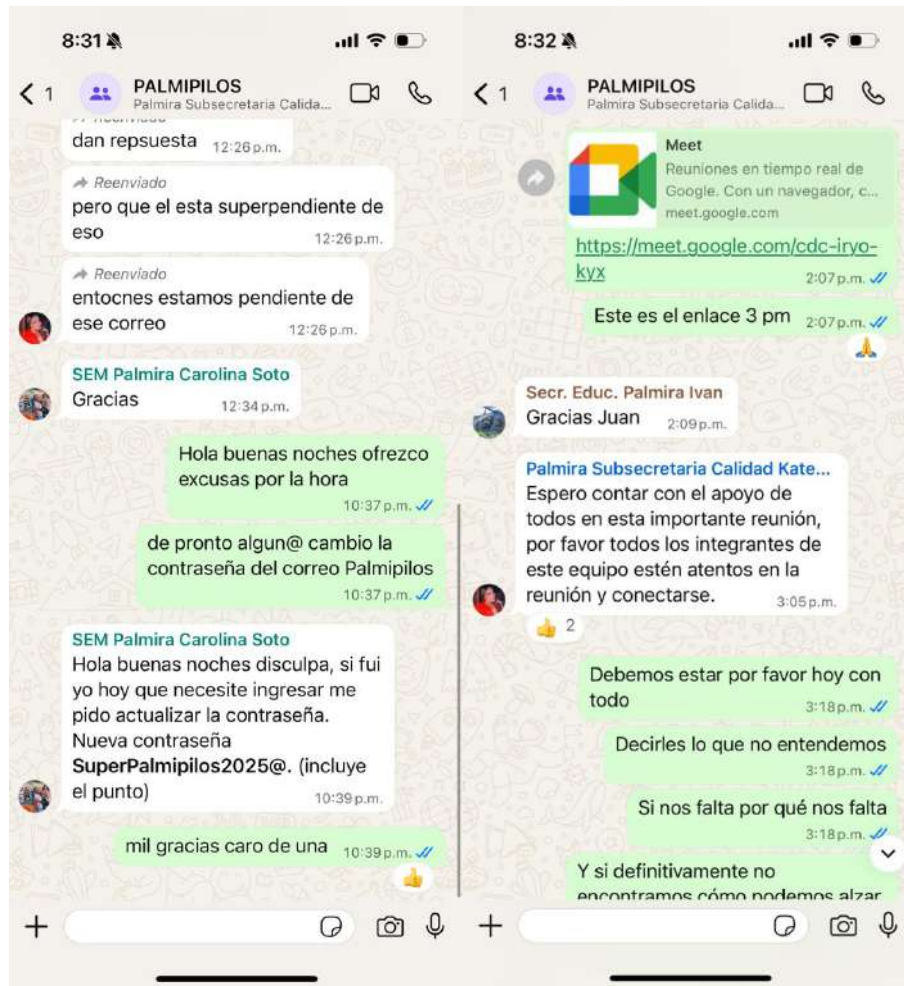 8:31
1
PALMIPILOS
Palmira Subsecretaria Calida...
dan repsuesta 12:26 p.m.
Reenviado
pero que el esta superpendiente de
eso 12:26 p.m.
Reenviado
entocnes estamos pendiente de
ese correo 12:26 p.m.
SEM Palmira Carolina Soto
Gracias 12:34 p.m.
Hola buenas noches ofrezco
excusas por la hora
10:37 p.m.
de pronto algun@ cambio la
contraseña del correo Palmipilos
10:37 p.m.
SEM Palmira Carolina Soto
Hola buenas noches disculpa, si fui
yo hoy que necesite ingresar me
pido actualizar la contraseña.
Nueva contraseña
SuperPalmipilos2025@. (incluye
el punto) 10:39 p.m.
mil gracias caro de una 10:39 p.m.
8:32
1
PALMIPILOS
Palmira Subsecretaria Calida...
Meet
Reuniones en tiempo real de
Google. Con un navegador, c...
meet.google.com
https://meet.google.com/cdc-iryo-
kyx 2:07 p.m.
Este es el enlace 3 pm 2:07 p.m.
Secr. Educ. Palmira Ivan
Gracias Juan 2:09 p.m.
Palmira Subsecretaria Calidad Kate...
Espero contar con el apoyo de
todos en esta importante reunión,
por favor todos los integrantes de
este equipo estén atentos en la
reunión y conectarse. 3:05 p.m.
2
Debemos estar por favor hoy con
todo 3:18 p.m.
Decirles lo que no entendemos
3:18 p.m.
Si nos falta por qué nos falta
3:18 p.m.
Y si definitivamente no
encontramos cómo podemos alzar